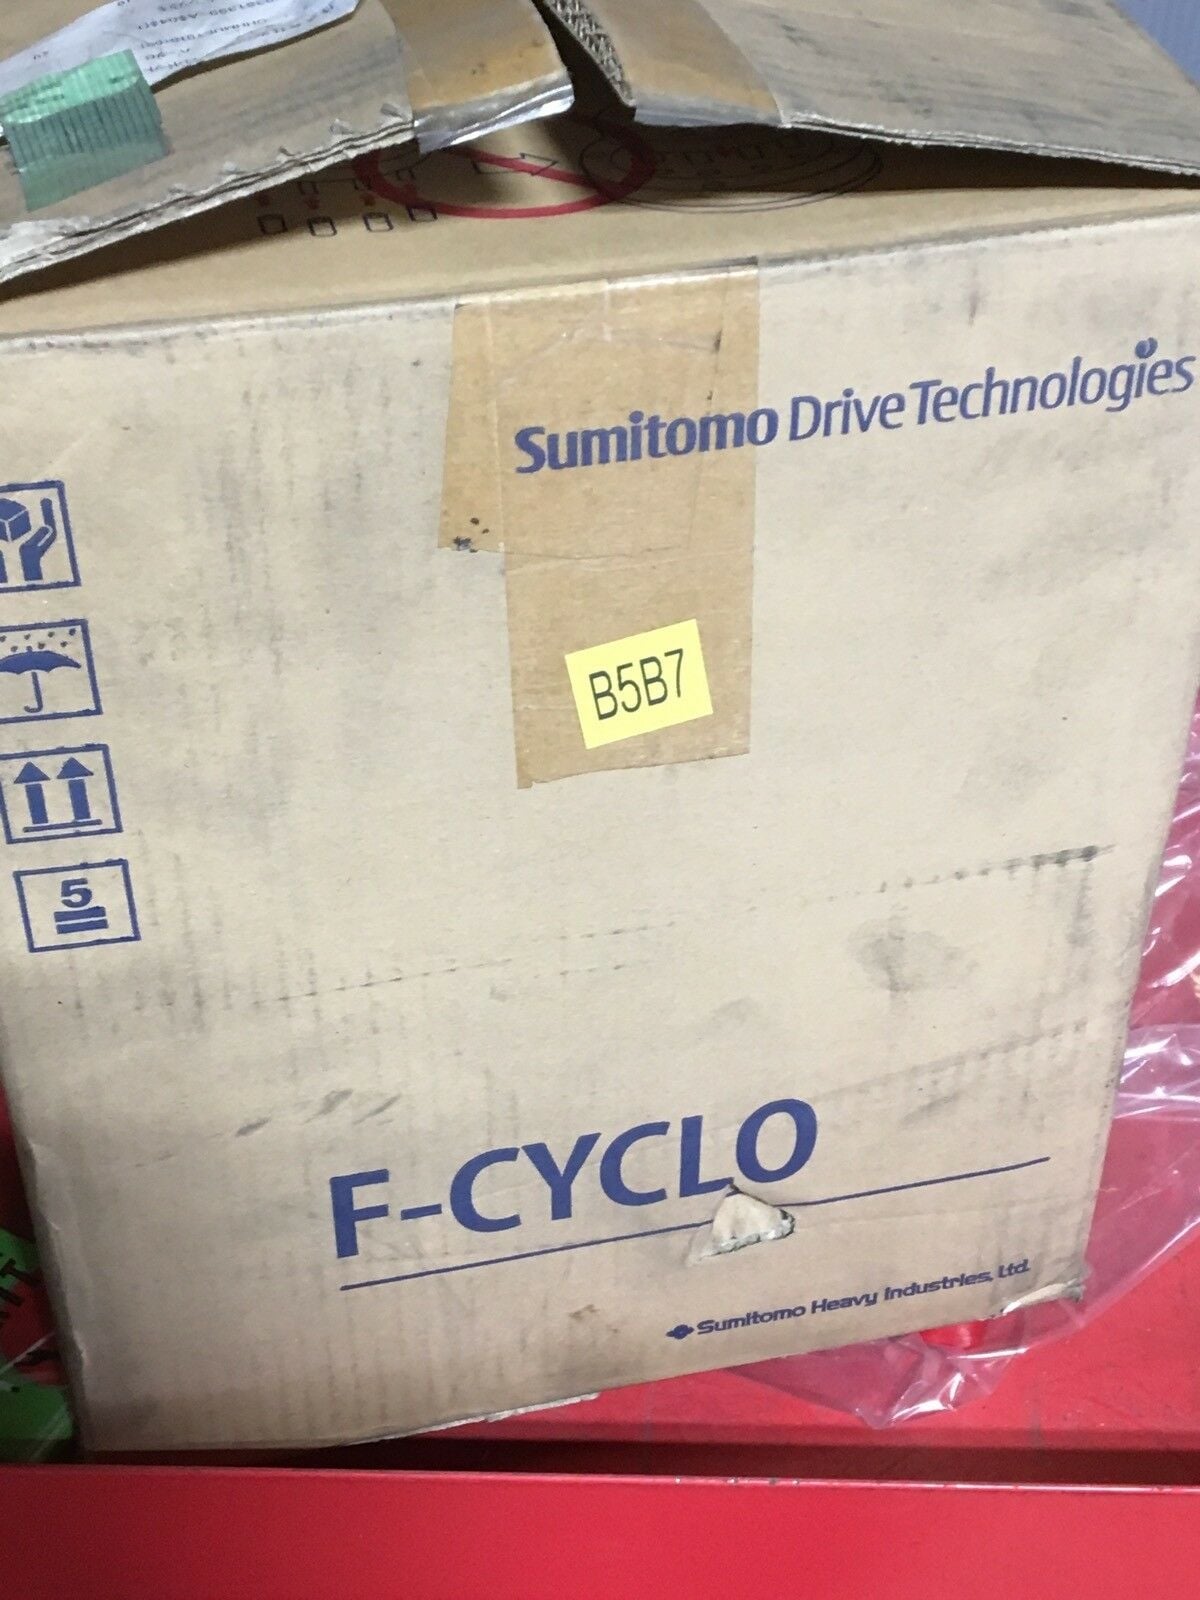 Sumitomo Drive Technologies
B5B7
5
F-CYCLO
Sumitomo Heavy Industries, Ltd.